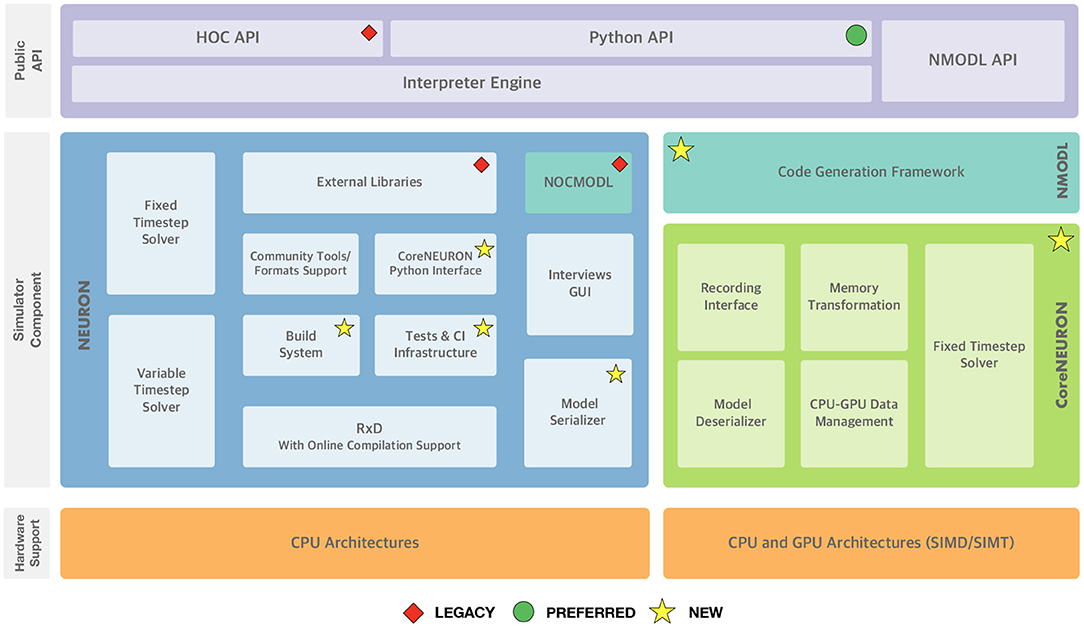 Public
API
HOC API
Python API
NMODL API
Interpreter Engine
Simulator
Component
NEURON
Fixed
Timestep
Solver
Variable
Timestep
Solver
External Libraries
NOCMODL
Community Tools/
Formats Support
CoreNEURON
Python Interface
Interviews
GUI
Build
System
Tests & CI
Infrastructure
Model
Serializer
RxD
With Online Compilation Support
Code Generation Framework
NMODL
Recording
Interface
Memory
Transformation
Fixed Timestep
Solver
Model
Deserializer
CPU-GPU Data
Management
CoreNEURON
Hardware
Support
CPU Architectures
CPU and GPU Architectures (SIMD/SIMT)
LEGACY
PREFERRED
NEW